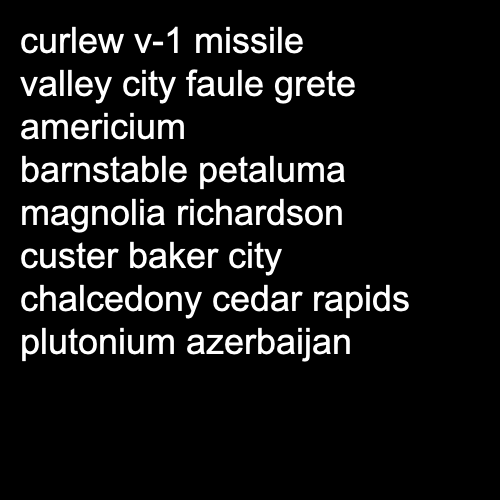 curlew v-1 missile
valley city faule grete
americium
barnstable petaluma
magnolia richardson
custer baker city
chalcedony cedar rapids
plutonium azerbaijan